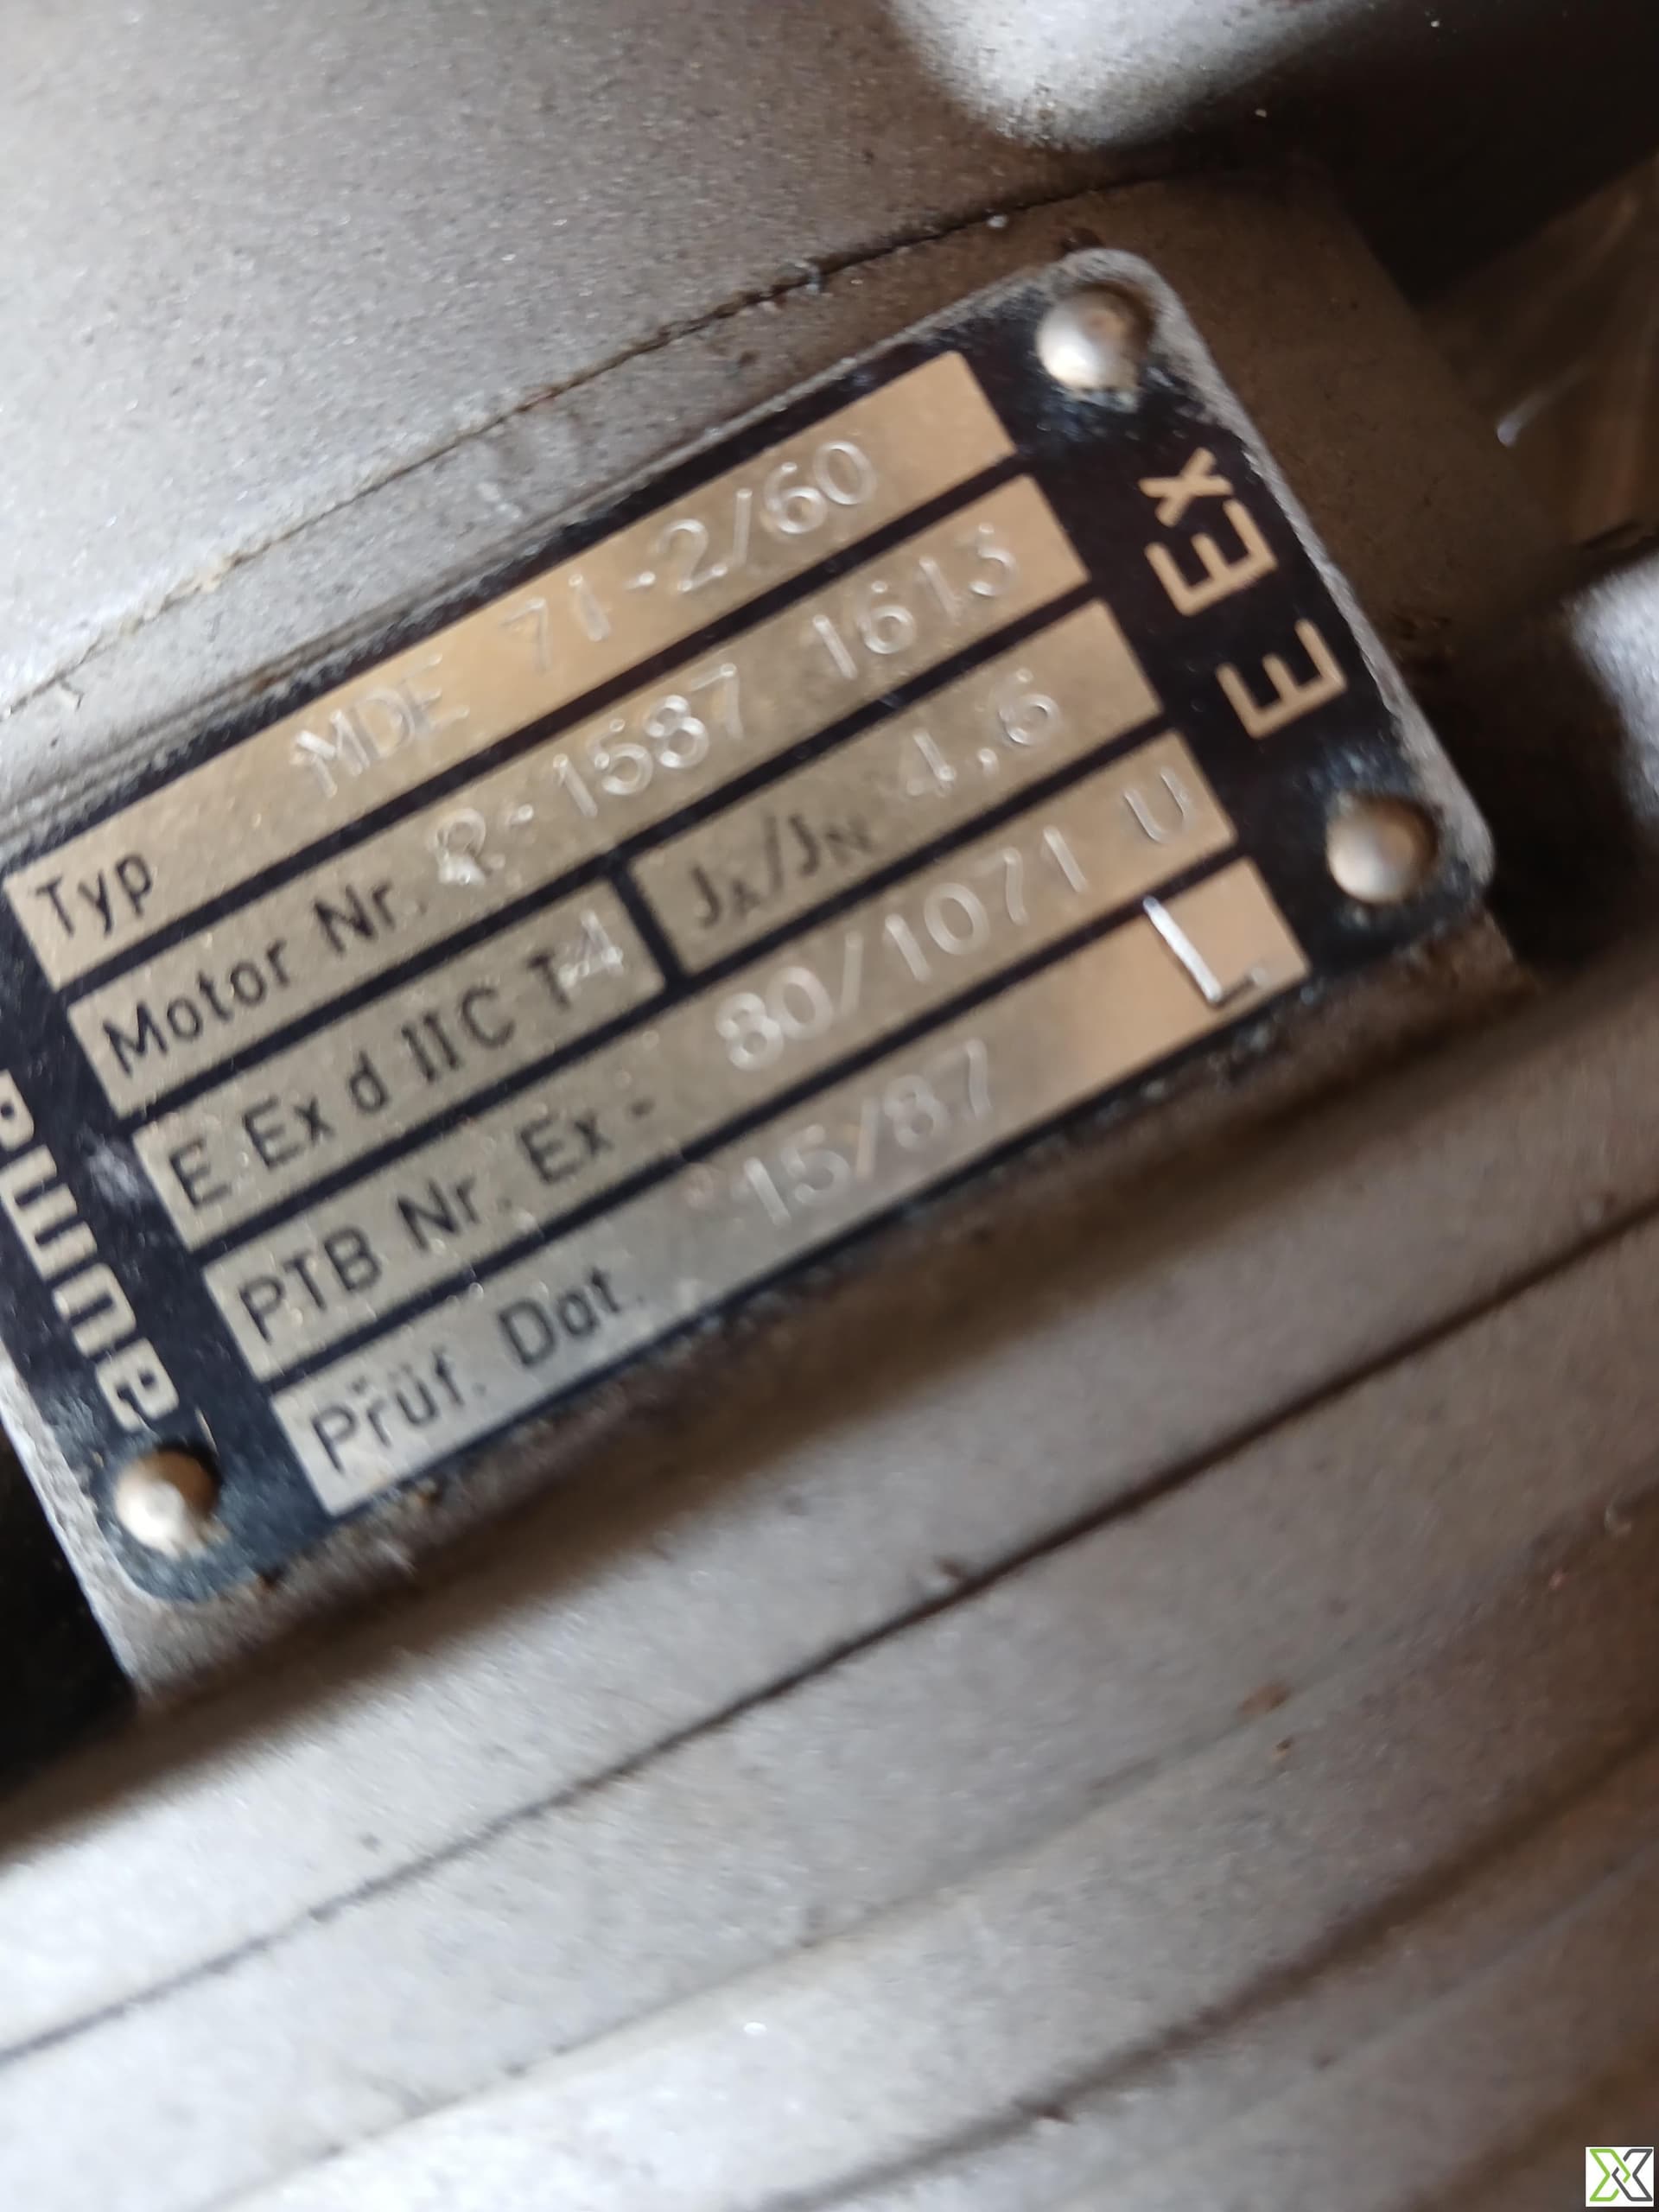 Typ MDE 71-2/60
Motor Nr. R-1587 1613
E Ex d IIC T4 JA/JN 4,6
PTB Nr. Ex- 80/1071 U
Prüf. Dat. 15/87 L
E Ex